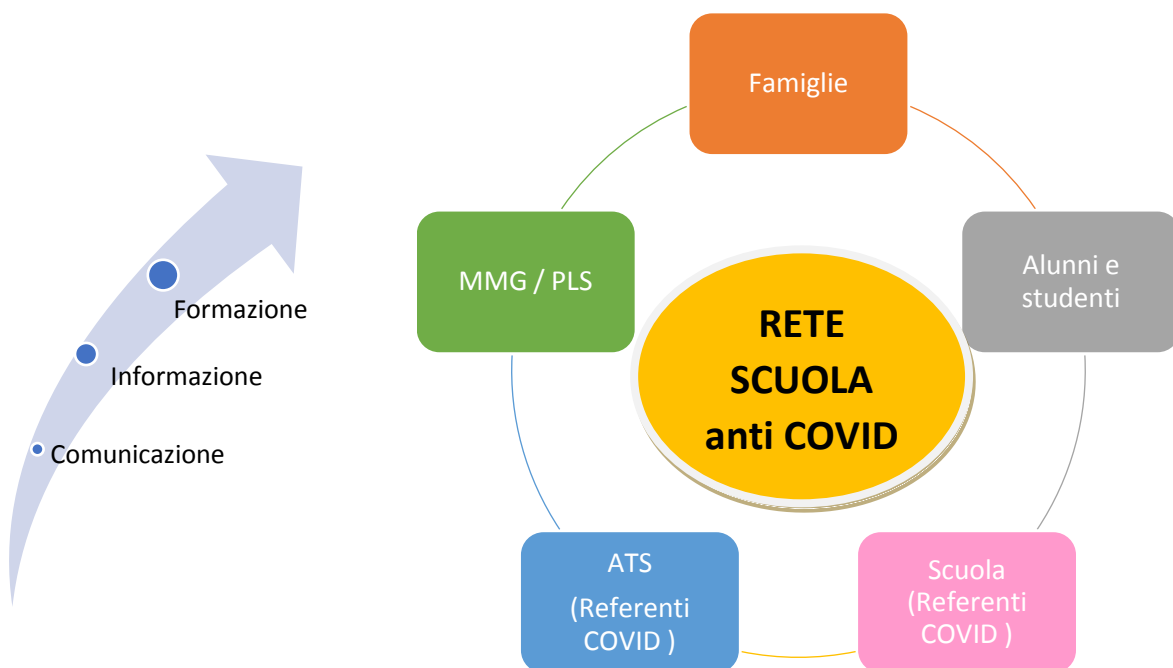 Formazione
Informazione
Comunicazione
Famiglie
MMG / PLS
Alunni e
studenti
RETE
SCUOLA
anti COVID
ATS
(Referenti
COVID )
Scuola
(Referenti
COVID )